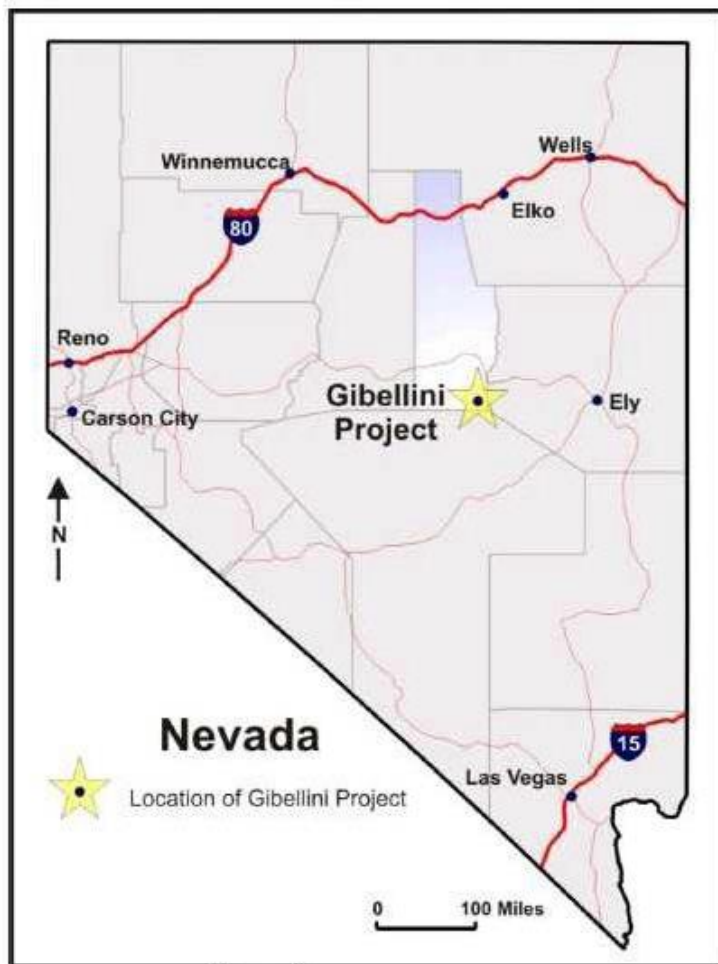 Wells
Winnemucca
Elko
80
Reno
Gibellini
Project
Ely
Carson City
N
Nevada
15
Las Vegas
Location of Gibellini Project
0 100 Miles